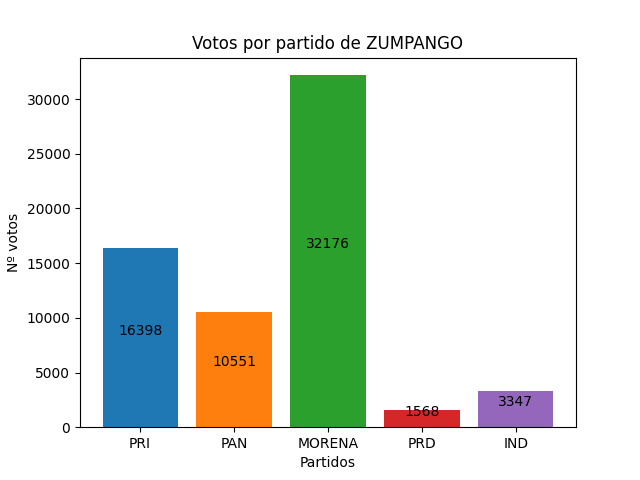 Votos por partido de ZUMPANGO
Nº votos
30000
25000
20000
15000
10000
5000
0
16398
10551
32176
1568
3347
PRI
PAN
MORENA
PRD
IND
Partidos